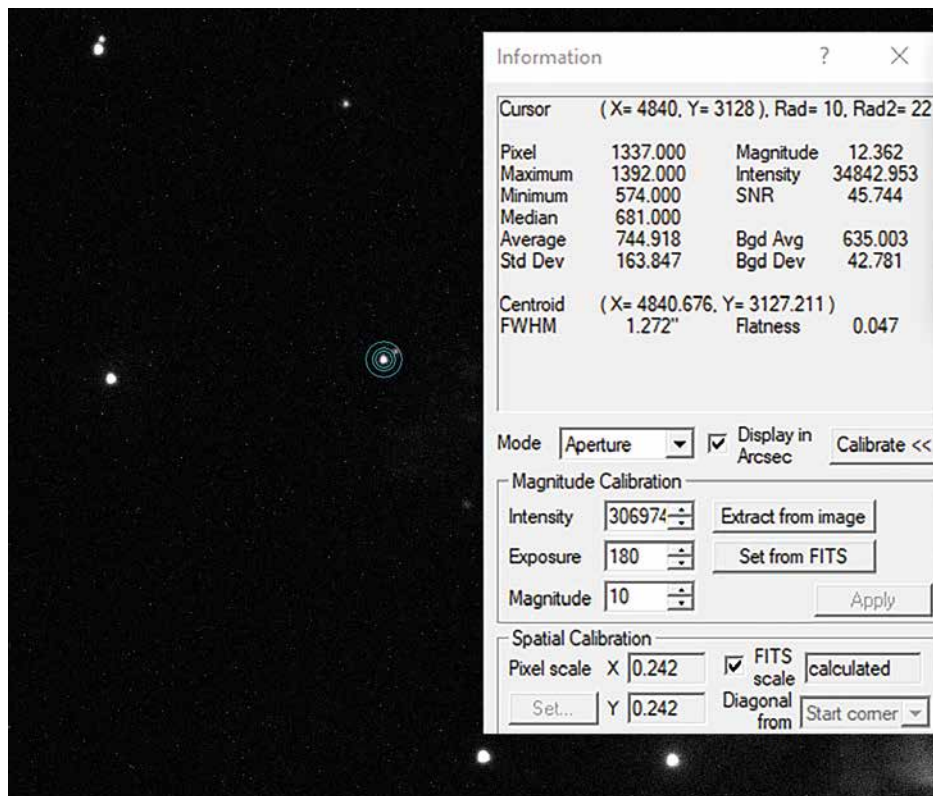 Information ? X
Cursor ( X= 4840, Y= 3128 ), Rad= 10, Rad2= 22
Pixel 1337.000 Magnitude 12.362
Maximum 1392.000 Intensity 34842.953
Minimum 574.000 SNR 45.744
Median 681.000
Average 744.918 Bgd Avg 635.003
Std Dev 163.847 Bgd Dev 42.781
Centroid ( X= 4840.676, Y= 3127.211 )
FWHM 1.272" Flatness 0.047
Mode Aperture Display in Arcsec Calibrate <<
Magnitude Calibration
Intensity 306974 Extract from image
Exposure 180 Set from FITS
Magnitude 10 Apply
Spatial Calibration
Pixel scale X 0.242 FITS scale calculated
Set... Y 0.242 Diagonal from Start corner